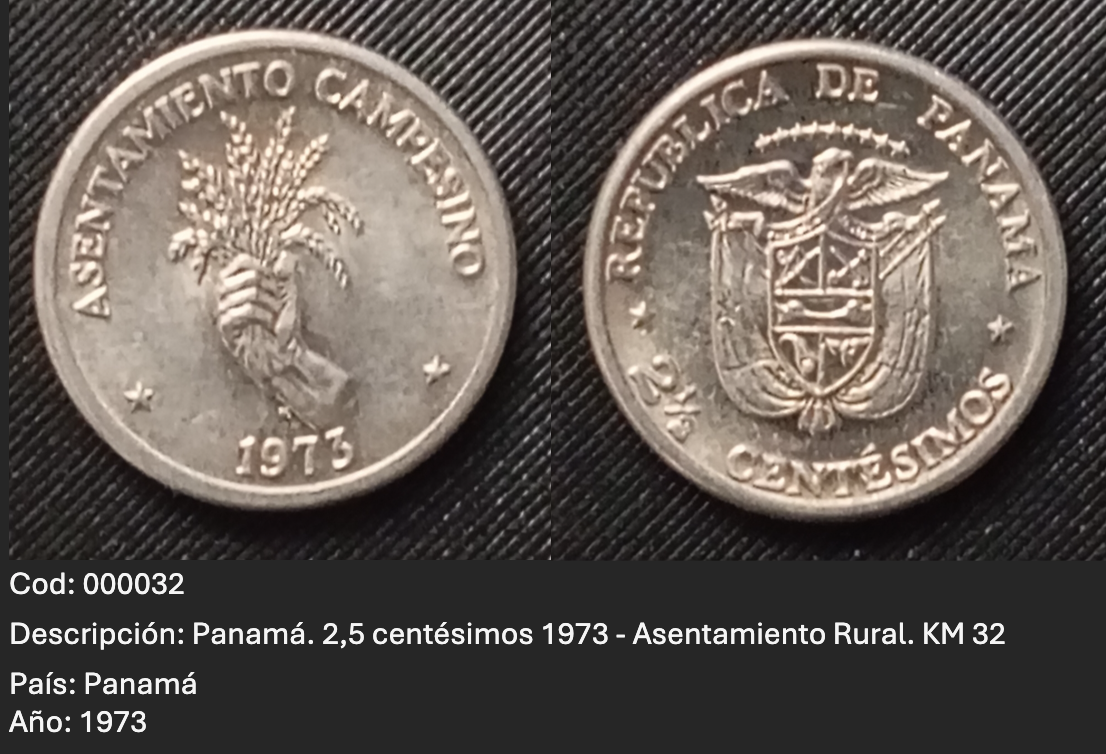 ASENTAMIENTO CAMPESINO
1973
REPUBLICA DE PANAMA
2½ CENTÉSIMOS
Cod: 000032
Descripción: Panamá. 2,5 centésimos 1973 - Asentamiento Rural. KM 32
País: Panamá
Año: 1973